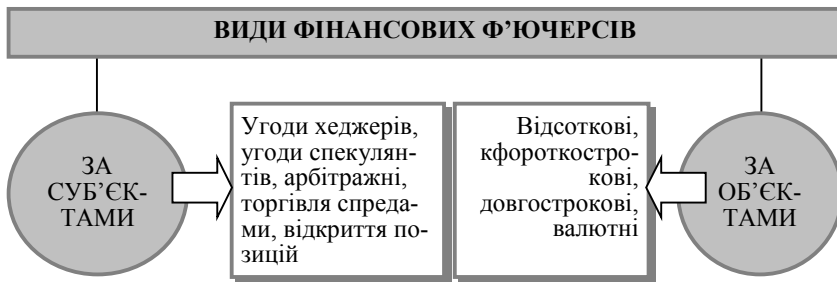 ВИДИ ФІНАНСОВИХ Ф’ЮЧЕРСІВ
ЗА
СУБ’ЄК-
ТАМИ
Угоди хеджерів,
угоди спекулян-
тів, арбітражні,
торгівля спреда-
ми, відкриття по-
зицій
Відсоткові,
кфороткостро-
кові,
довгострокові,
валютні
ЗА
ОБ’ЄК-
ТАМИ